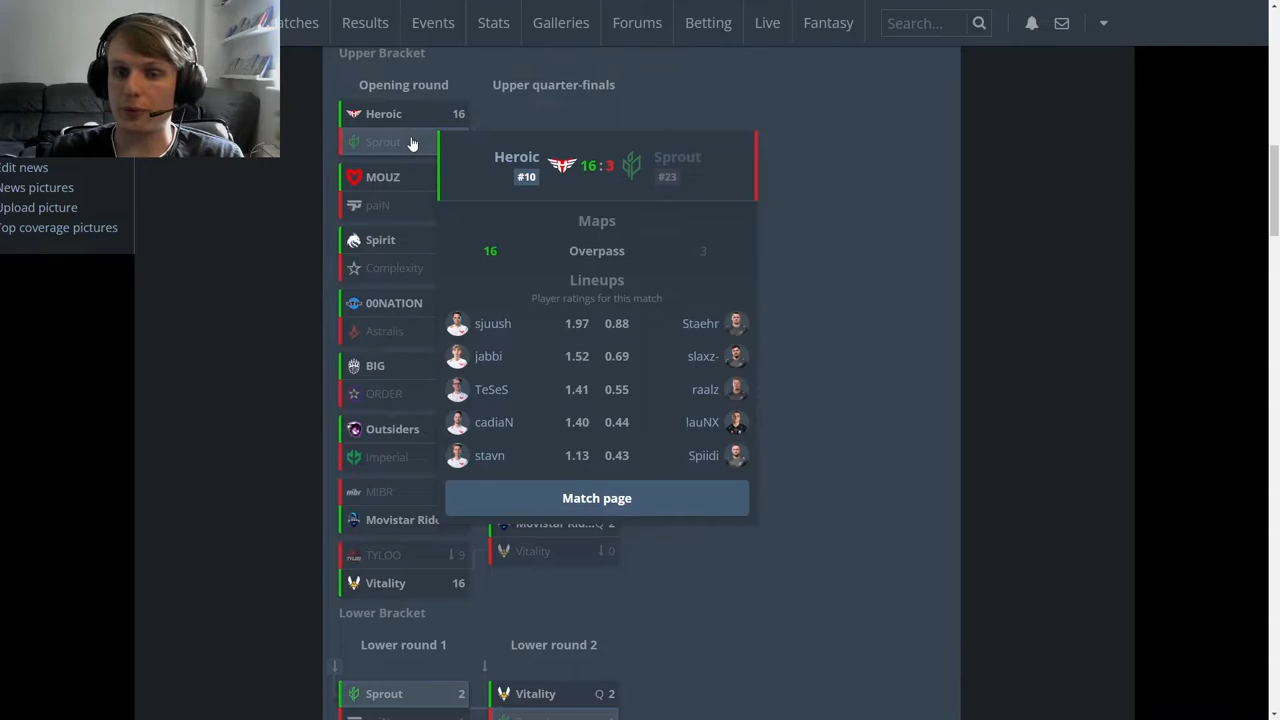 atches Results Events Stats Galleries Forums Betting Live Fantasy Search...
Upper Bracket
Opening round Upper quarter-finals
Heroic 16
Sprout
MOUZ
paiN
Spirit
Complexity
00NATION
Astralis
BIG
ORDER
Outsiders
Imperial
MIBR
Movistar Ride
TYLOO 9
Vitality 16
Movistar Rid... Q 2
Vitality 0
Heroic 16 : 3 Sprout
#10 #23
Maps
16 Overpass 3
Lineups
Player ratings for this match
sjuush 1.97 0.88 Staehr
jabbi 1.52 0.69 slaxz-
TeSeS 1.41 0.55 raalz
cadiaN 1.40 0.44 lauNX
stavn 1.13 0.43 Spiidi
Match page
Lower Bracket
Lower round 1 Lower round 2
Sprout 2 Vitality Q 2
dit news
News pictures
Upload picture
Top coverage pictures